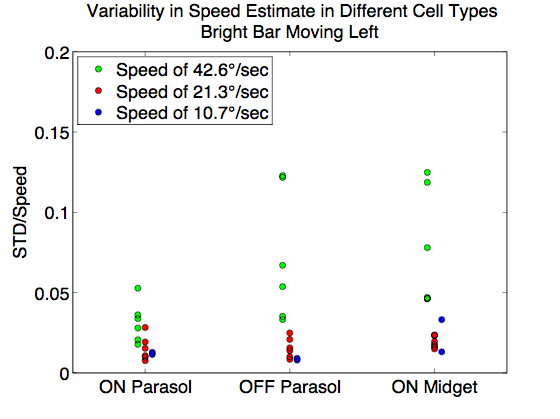 Variability in Speed Estimate in Different Cell Types
Bright Bar Moving Left
0.2
Speed of 42.6°/sec
Speed of 21.3°/sec
Speed of 10.7°/sec
0.15
STD/Speed
0.1
0.05
0
ON Parasol
OFF Parasol
ON Midget